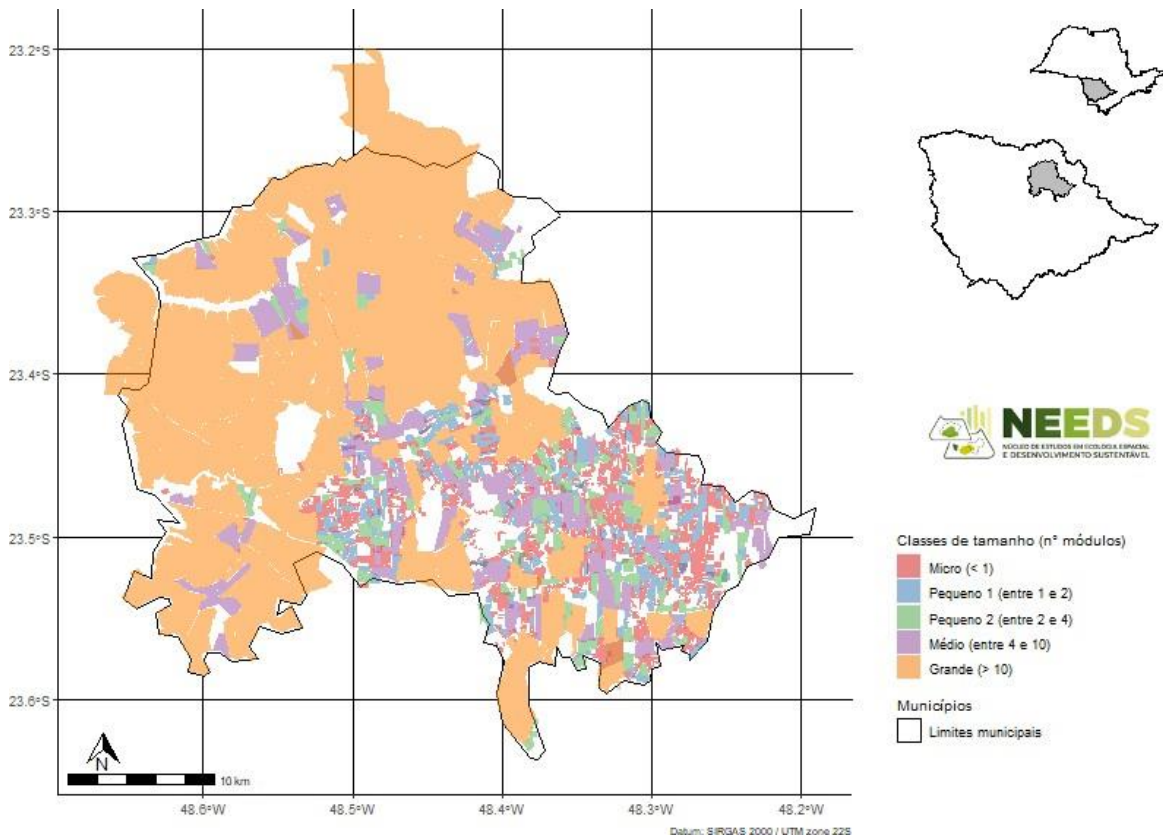 23.2°S
23.3°S
23.4°S
23.5°S
23.6°S
N
10 km
48.6°W
48.5°W
48.4°W
48.3°W
48.2°W
Datum: SIRGAS 2000 / UTM zone 22S
NEEDS
NÚCLEO DE ESTUDOS EM ECOLOGIA ESPACIAL
E DESENVOLVIMENTO SUSTENTÁVEL
Classes de tamanho (n° módulos)
Micro (< 1)
Pequeno 1 (entre 1 e 2)
Pequeno 2 (entre 2 e 4)
Médio (entre 4 e 10)
Grande (> 10)
Municípios
Limites municipais